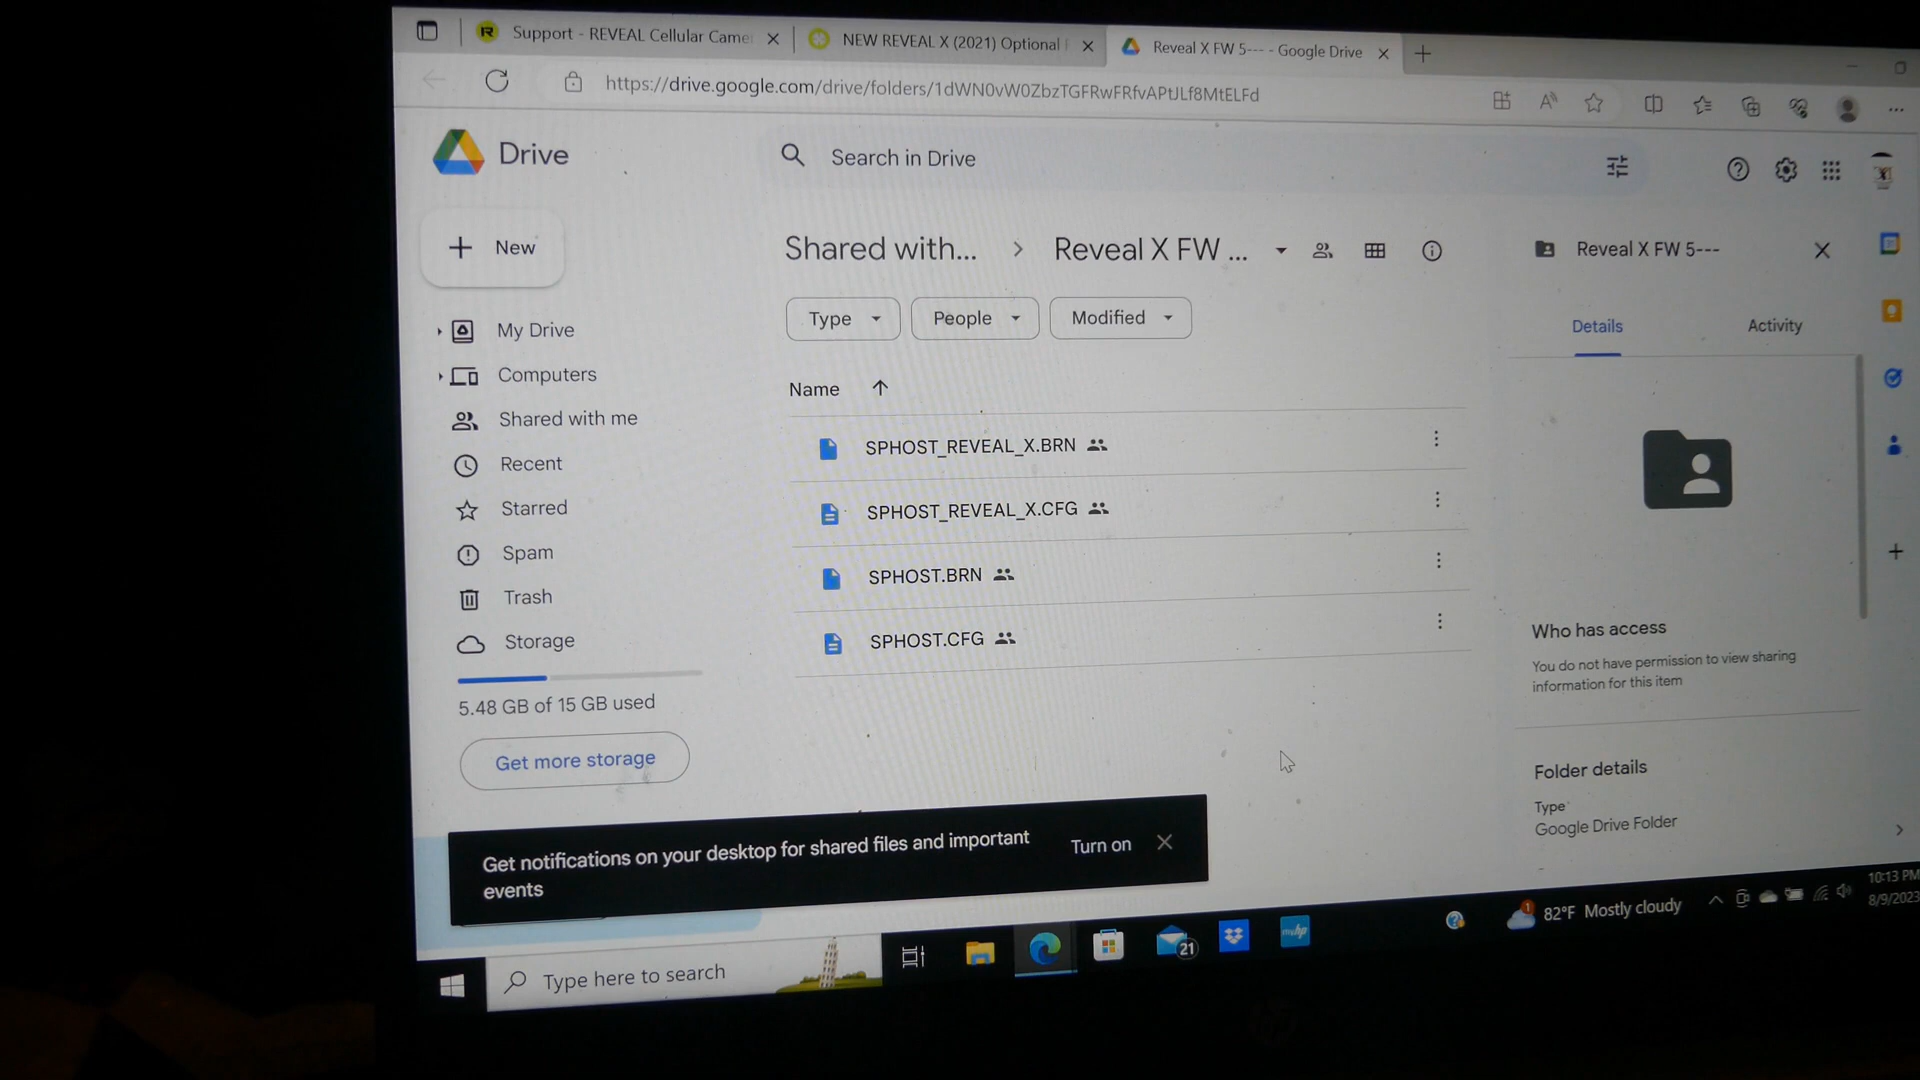 Support - REVEAL Cellular Came
NEW REVEAL X (2021) Optional
Reveal X FW 5--- - Google Drive
https://drive.google.com/drive/folders/1dWN0vW0ZbzTGFRwFRfvAPtJLf8MtELFd
Drive
Search in Drive
New
Shared with... > Reveal X FW ...
Reveal X FW 5---
Type
People
Modified
Details
Activity
My Drive
Computers
Shared with me
Recent
Starred
Spam
Trash
Storage
5.48 GB of 15 GB used
Get more storage
Name
SPHOST_REVEAL_X.BRN
SPHOST_REVEAL_X.CFG
SPHOST.BRN
SPHOST.CFG
Who has access
You do not have permission to view sharing
information for this item
Folder details
Type
Google Drive Folder
Get notifications on your desktop for shared files and important
events
Turn on
Type here to search
21
myhp
1
82°F Mostly cloudy
10:13 PM
8/9/2023